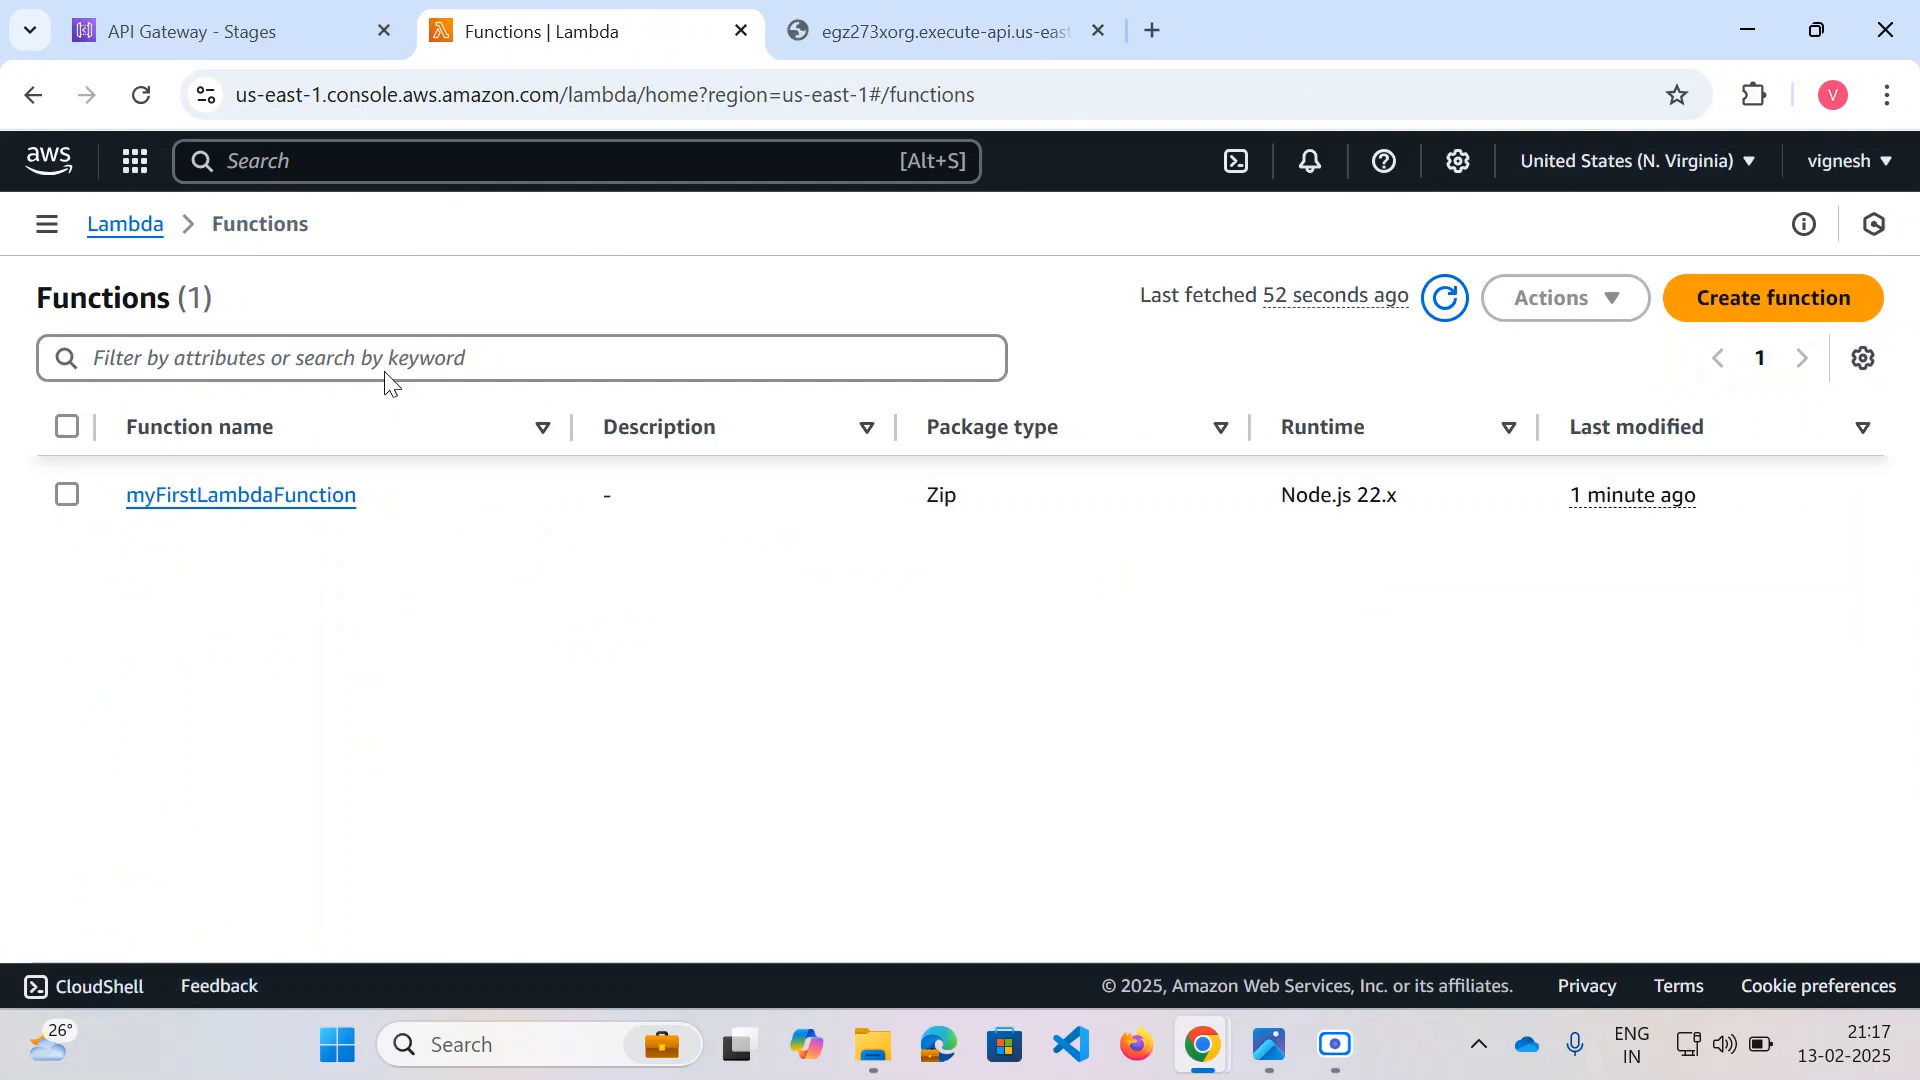 API Gateway - Stages
Functions | Lambda
egz273xorg.execute-api.us-east
us-east-1.console.aws.amazon.com/lambda/home?region=us-east-1#/functions
V
aws
Search
[Alt+S]
United States (N. Virginia)
vignesh
Lambda
Functions
Functions (1)
Last fetched 52 seconds ago
Actions
Create function
Filter by attributes or search by keyword
1
Function name
Description
Package type
Runtime
Last modified
myFirstLambdaFunction
-
Zip
Node.js 22.x
1 minute ago
CloudShell
Feedback
© 2025, Amazon Web Services, Inc. or its affiliates.
Privacy
Terms
Cookie preferences
26°
Search
ENG
IN
21:17
13-02-2025